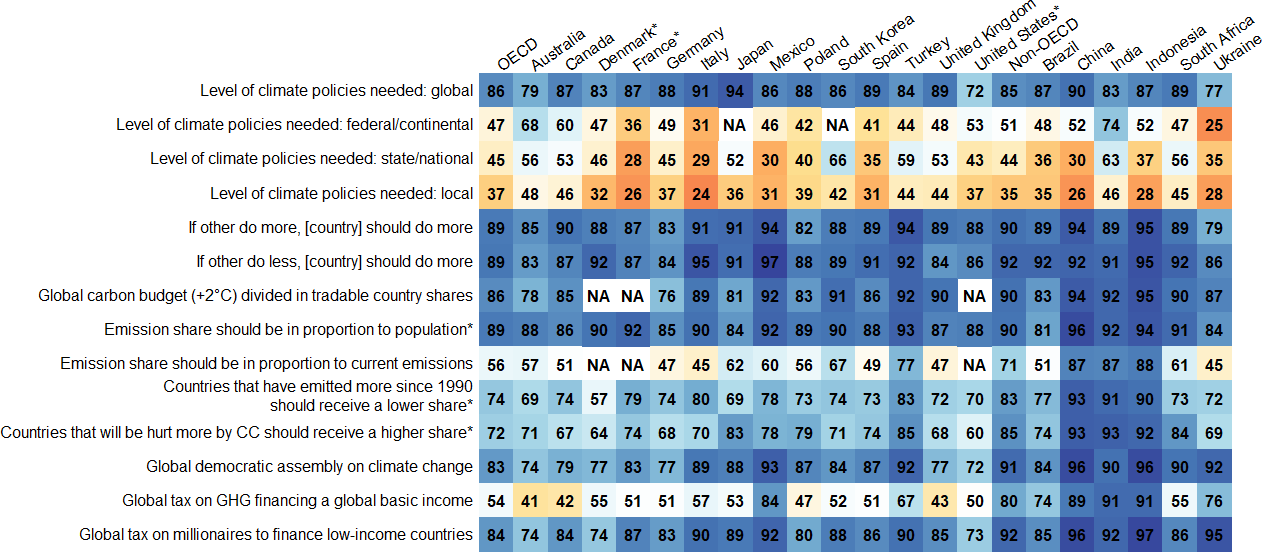 OECD Australia Canada Denmark* France* Germany Italy Japan Mexico Poland South Korea Spain Turkey United Kingdom United States* Non-OECD Brazil China India Indonesia South Africa Ukraine
Level of climate policies needed: global 86 79 87 83 87 88 91 94 86 88 86 89 84 89 72 85 87 90 83 87 89 77
Level of climate policies needed: federal/continental 47 68 60 47 36 49 31 NA 46 42 NA 41 44 48 53 51 48 52 74 52 47 25
Level of climate policies needed: state/national 45 56 53 46 28 45 29 52 30 40 66 35 59 53 43 44 36 30 63 37 56 35
Level of climate policies needed: local 37 48 46 32 26 37 24 36 31 39 42 31 44 44 37 35 35 26 46 28 45 28
If other do more, [country] should do more 89 85 90 88 87 83 91 91 94 82 88 89 94 89 88 90 89 94 89 95 89 79
If other do less, [country] should do more 89 83 87 92 87 84 95 91 97 88 89 91 92 84 86 92 92 92 91 95 92 86
Global carbon budget (+2°C) divided in tradable country shares 86 78 85 NA NA 76 89 81 92 83 91 86 92 90 NA 90 83 94 92 95 90 87
Emission share should be in proportion to population* 89 88 86 90 92 85 90 84 92 89 90 88 93 87 88 90 81 96 92 94 91 84
Emission share should be in proportion to current emissions 56 57 51 NA NA 47 45 62 60 56 67 49 77 47 NA 71 51 87 87 88 61 45
Countries that have emitted more since 1990
should receive a lower share* 74 69 74 57 79 74 80 69 78 73 74 73 83 72 70 83 77 93 91 90 73 72
Countries that will be hurt more by CC should receive a higher share* 72 71 67 64 74 68 70 83 78 79 71 74 85 68 60 85 74 93 93 92 84 69
Global democratic assembly on climate change 83 74 79 77 83 77 89 88 93 87 84 87 92 77 72 91 84 96 90 96 90 92
Global tax on GHG financing a global basic income 54 41 42 55 51 51 57 53 84 47 52 51 67 43 50 80 74 89 91 91 55 76
Global tax on millionaires to finance low-income countries 84 74 84 74 87 83 90 89 92 80 88 86 90 85 73 92 85 96 92 97 86 95